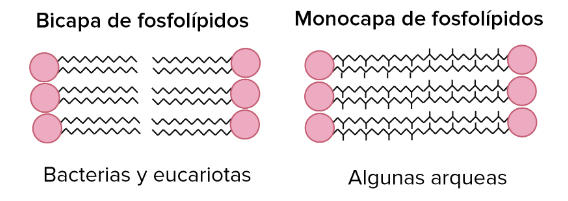 Bicapa de fosfolípidos
Monocapa de fosfolípidos
Bacterias y eucariotas
Algunas arqueas